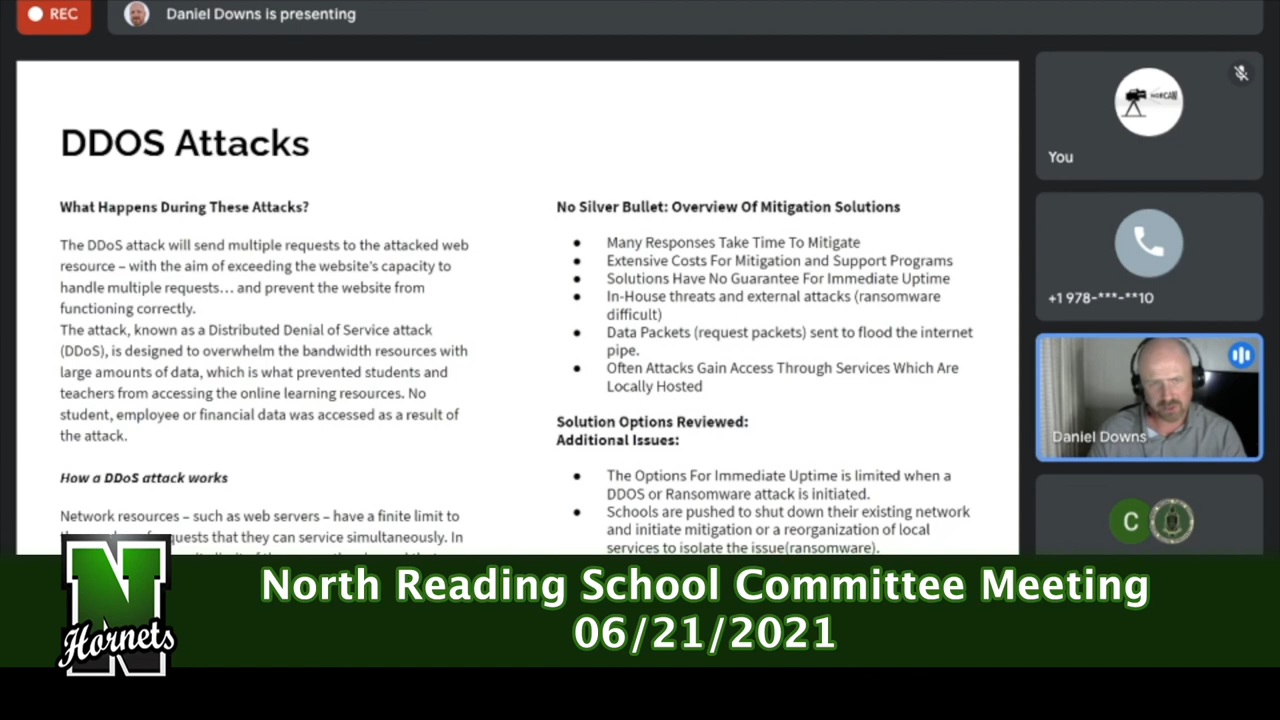 REC
Daniel Downs is presenting
DDOS Attacks
What Happens During These Attacks?
The DDoS attack will send multiple requests to the attacked web
resource – with the aim of exceeding the website's capacity to
handle multiple requests… and prevent the website from
functioning correctly.
The attack, known as a Distributed Denial of Service attack
(DDoS), is designed to overwhelm the bandwidth resources with
large amounts of data, which is what prevented students and
teachers from accessing the online learning resources. No
student, employee or financial data was accessed as a result of
the attack.
How a DDoS attack works
Network resources – such as web servers – have a finite limit to
requests that they can service simultaneously. In
No Silver Bullet: Overview Of Mitigation Solutions
● Many Responses Take Time To Mitigate
● Extensive Costs For Mitigation and Support Programs
● Solutions Have No Guarantee For Immediate Uptime
● In-House threats and external attacks (ransomware
difficult)
● Data Packets (request packets) sent to flood the internet
pipe.
● Often Attacks Gain Access Through Services Which Are
Locally Hosted
Solution Options Reviewed:
Additional Issues:
● The Options For Immediate Uptime is limited when a
DDOS or Ransomware attack is initiated.
● Schools are pushed to shut down their existing network
and initiate mitigation or a reorganization of local
services to isolate the issue(ransomware).
NORCAM
You
+1 978-***-**10
Daniel Downs
C
N
Hornets
North Reading School Committee Meeting
06/21/2021